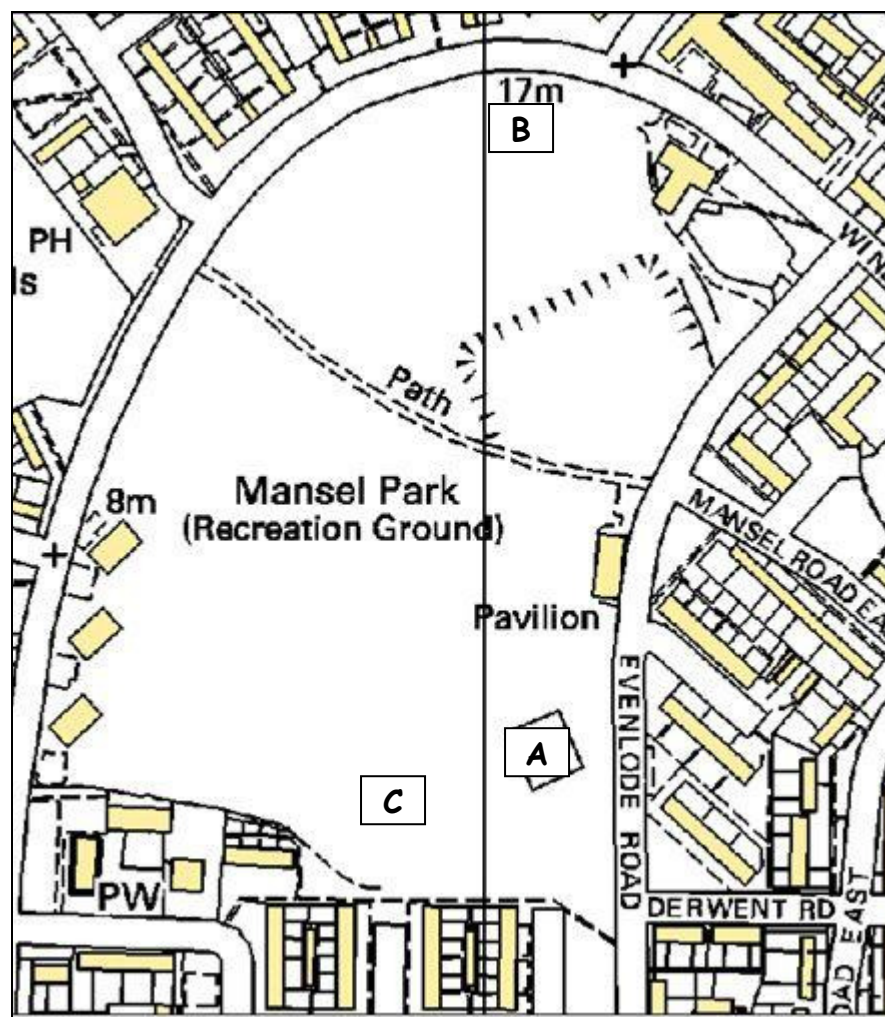 17m
B
WIN
PH
ls
Path
Mansel Park
(Recreation Ground)
8m
MANSEL ROAD EA
Pavilion
EVENLODE ROAD
A
C
PW
DERWENT RD
OAD EAST